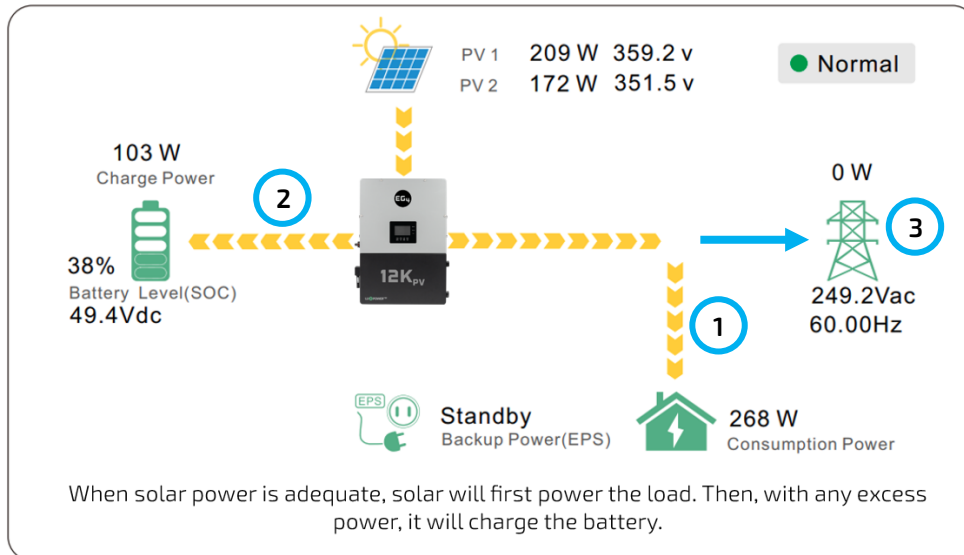 PV 1 209 W 359.2 v
PV 2 172 W 351.5 v
Normal
103 W
Charge Power
2
EG4
0 W
3
38%
Battery Level(SOC)
49.4Vdc
12KPV
249.2Vac
60.00Hz
1
EPS
Standby
Backup Power(EPS)
268 W
Consumption Power
When solar power is adequate, solar will first power the load. Then, with any excess
power, it will charge the battery.